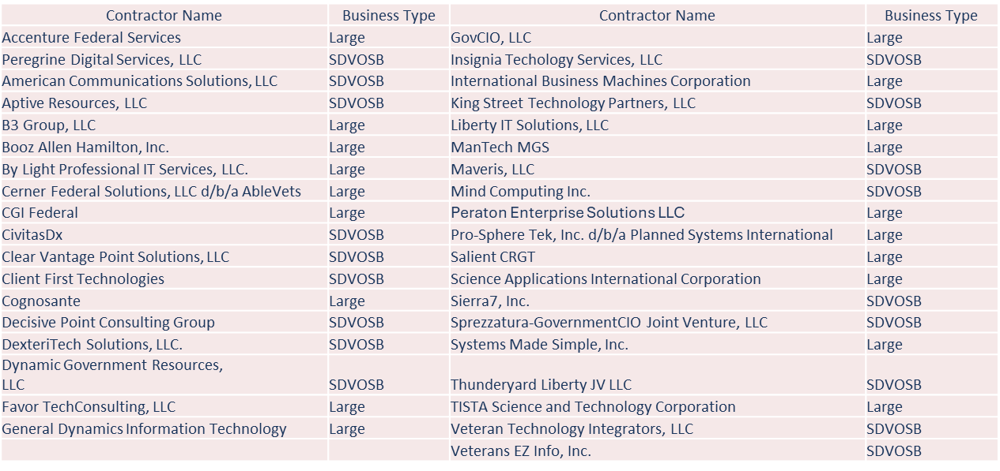 Contractor Name Business Type Contractor Name Business Type
Accenture Federal Services Large GovCIO, LLC Large
Peregrine Digital Services, LLC SDVOSB Insignia Techology Services, LLC SDVOSB
American Communications Solutions, LLC SDVOSB International Business Machines Corporation Large
Aptive Resources, LLC SDVOSB King Street Technology Partners, LLC SDVOSB
B3 Group, LLC Large Liberty IT Solutions, LLC Large
Booz Allen Hamilton, Inc. Large ManTech MGS Large
By Light Professional IT Services, LLC. Large Maveris, LLC SDVOSB
Cerner Federal Solutions, LLC d/b/a AbleVets Large Mind Computing Inc. SDVOSB
CGI Federal Large Peraton Enterprise Solutions LLC Large
CivitasDx SDVOSB Pro-Sphere Tek, Inc. d/b/a Planned Systems International Large
Clear Vantage Point Solutions, LLC SDVOSB Salient CRGT Large
Client First Technologies SDVOSB Science Applications International Corporation Large
Cognosante Large Sierra7, Inc. SDVOSB
Decisive Point Consulting Group SDVOSB Sprezzatura-GovernmentCIO Joint Venture, LLC SDVOSB
DexteriTech Solutions, LLC. SDVOSB Systems Made Simple, Inc. Large
Dynamic Government Resources,
LLC SDVOSB Thunderyard Liberty JV LLC SDVOSB
Favor TechConsulting, LLC Large TISTA Science and Technology Corporation Large
General Dynamics Information Technology Large Veteran Technology Integrators, LLC SDVOSB
Veterans EZ Info, Inc. SDVOSB